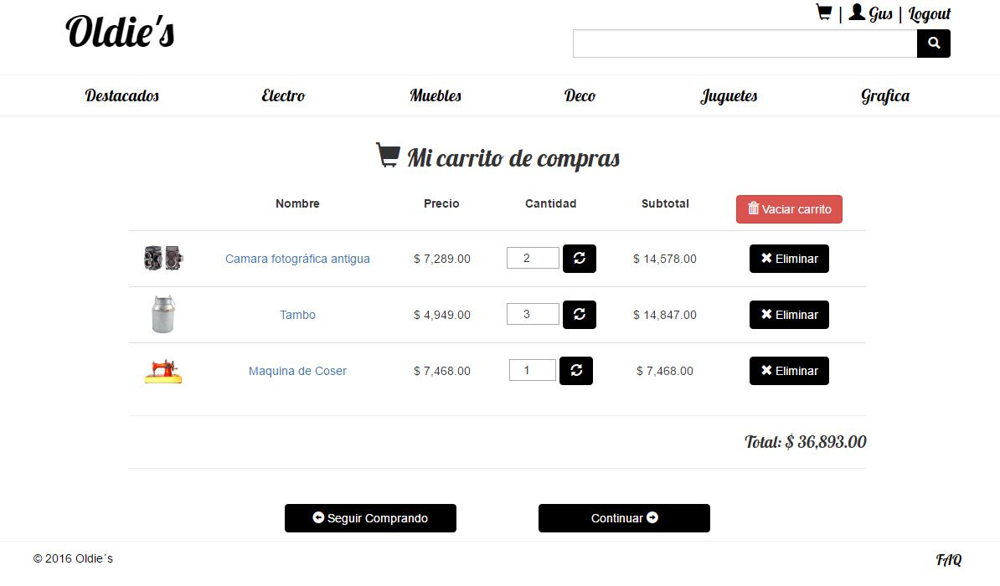 Oldie's
| Gus | Logout
Destacados Electro Muebles Deco Juguetes Grafica
Mi carrito de compras
Nombre Precio Cantidad Subtotal Vaciar carrito
Camara fotográfica antigua $ 7,289.00 2 $ 14,578.00 Eliminar
Tambo $ 4,949.00 3 $ 14,847.00 Eliminar
Maquina de Coser $ 7,468.00 1 $ 7,468.00 Eliminar
Total: $ 36,893.00
Seguir Comprando Continuar
© 2016 Oldie´s FAQ